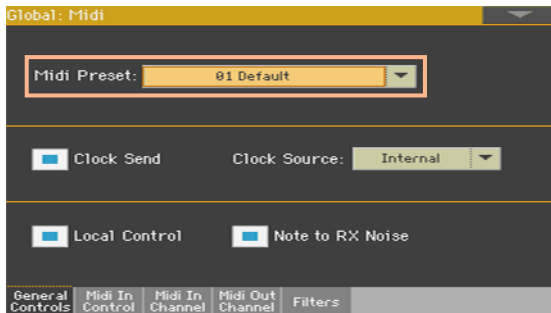 Global: Midi
Midi Preset: 01 Default
Clock Send Clock Source: Internal
Local Control Note to RX Noise
General Controls Midi In Control Midi In Channel Midi Out Channel Filters